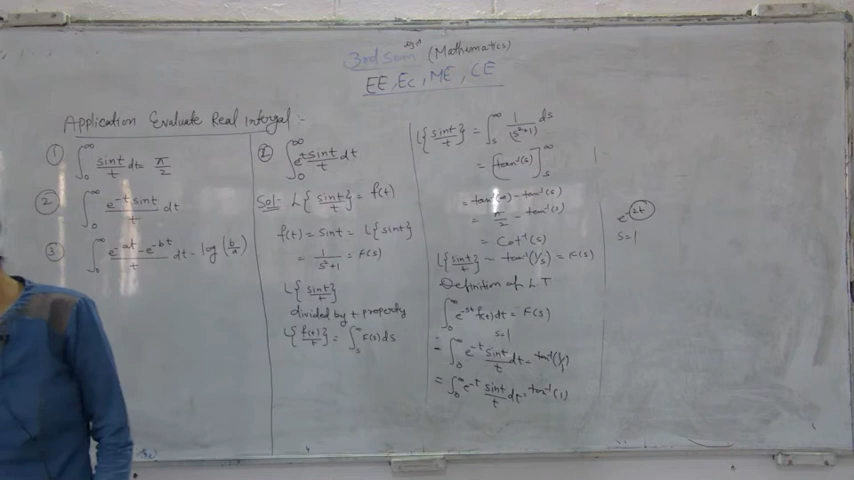 3rd Sem (Mathematics)
EE, EC, ME, CE
Application Evaluate Real Intergal :-
① ∫₀^∞ sint/t dt = π/2
② ∫₀^∞ e^-t sint/t dt
③ ∫₀^∞ e^-at - e^-bt/t dt - log(b/a)
② ∫₀^∞ e^t sint/t dt
Sol:- L{sint/t} = f(t)
f(t) = sint = L{sint}
= 1/s²+1 = F(s)
L{sint/t}
divided by t property
L{f(t)/t} = ∫ₛ^∞ F(s)ds
L{sint/t} = ∫ₛ^∞ 1/(s²+1) ds
= [tan⁻¹(s)]ₛ^∞
= tan⁻¹(∞) - tan⁻¹(s)
= π/2 - tan⁻¹(s)
= Cot⁻¹(s)
L{sint/t} = tan⁻¹(1/s) = F(s)
Definition of L T
∫₀^∞ e^-st f(t)dt = F(s)
s=1
= ∫₀^∞ e^-t sint/t dt = tan⁻¹(1/1)
= ∫₀^∞ e^-t sint/t dt = tan⁻¹(1)
e^-(2t)
s=1